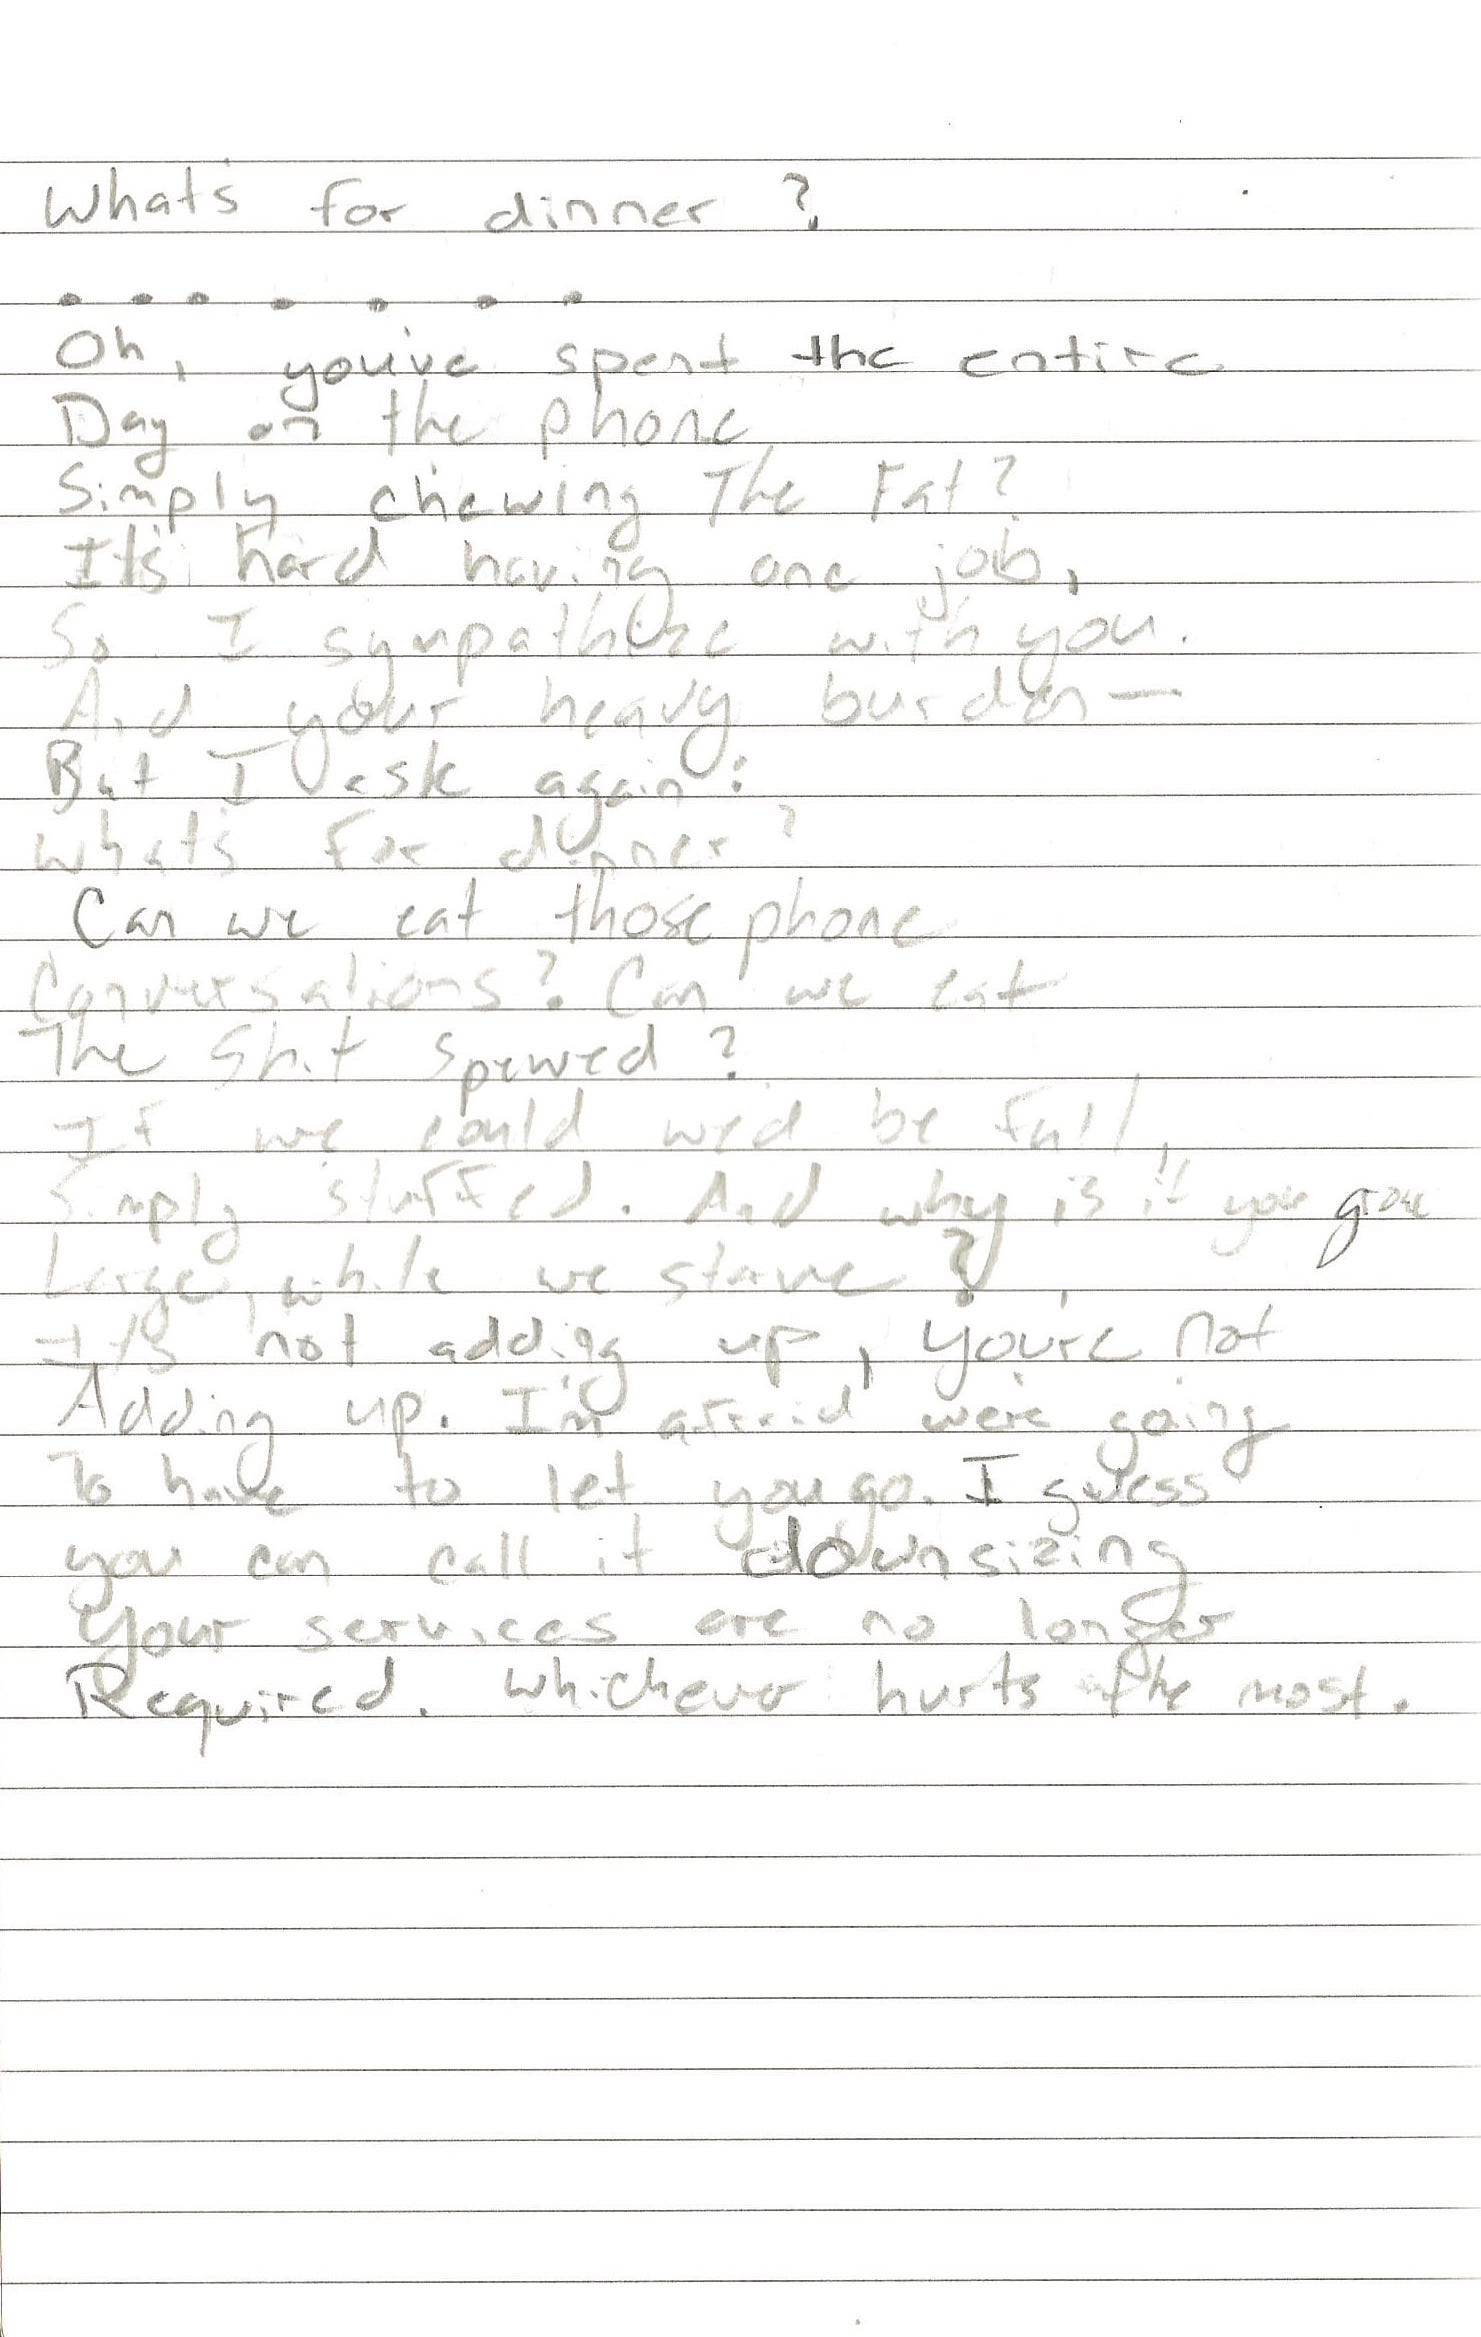 What's for dinner?
. . . . . . .
Oh, you've spent the entire
Day on the phone
Simply chewing The Fat?
It's hard having one job,
So I sympathize with you.
And your heavy burden—
But I ask again:
What's for dinner?
Can we eat those phone
Conversations? Can we eat
The Shit spewed?
If we could we'd be full,
Simply stuffed. And why is it you grow
Large, while we starve?
It's not adding up, you're not
Adding up. I'm afraid we're going
To have to let you go. I guess
you can call it downsizing
Your services are no longer
Required. Whichever hurts the most.